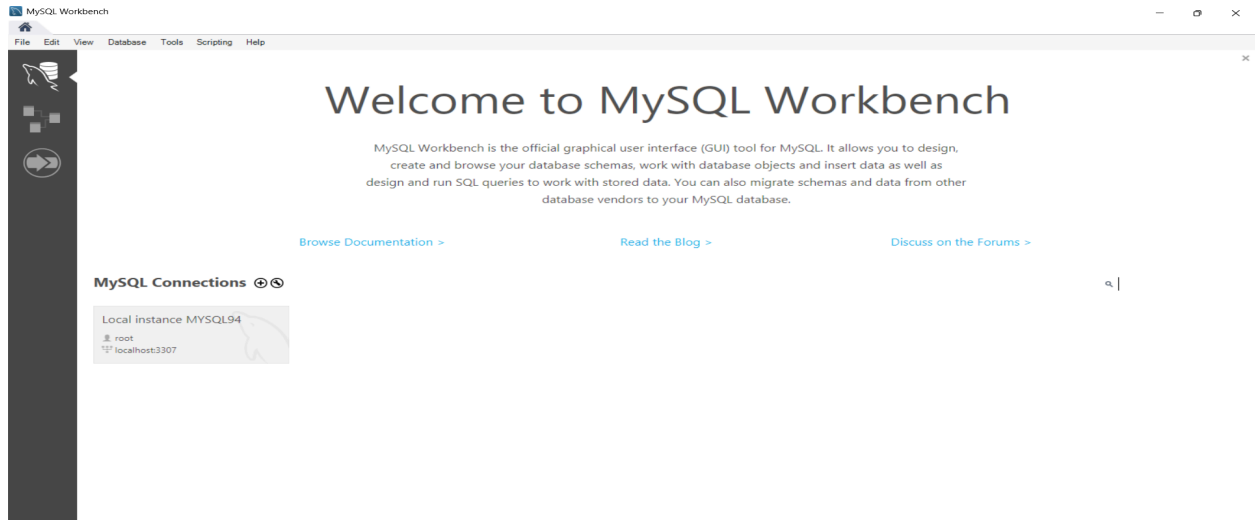 MySQL Workbench
File Edit View Database Tools Scripting Help
Welcome to MySQL Workbench
MySQL Workbench is the official graphical user interface (GUI) tool for MySQL. It allows you to design,
create and browse your database schemas, work with database objects and insert data as well as
design and run SQL queries to work with stored data. You can also migrate schemas and data from other
database vendors to your MySQL database.
Browse Documentation > Read the Blog > Discuss on the Forums >
MySQL Connections
Local instance MYSQL94
root
localhost:3307